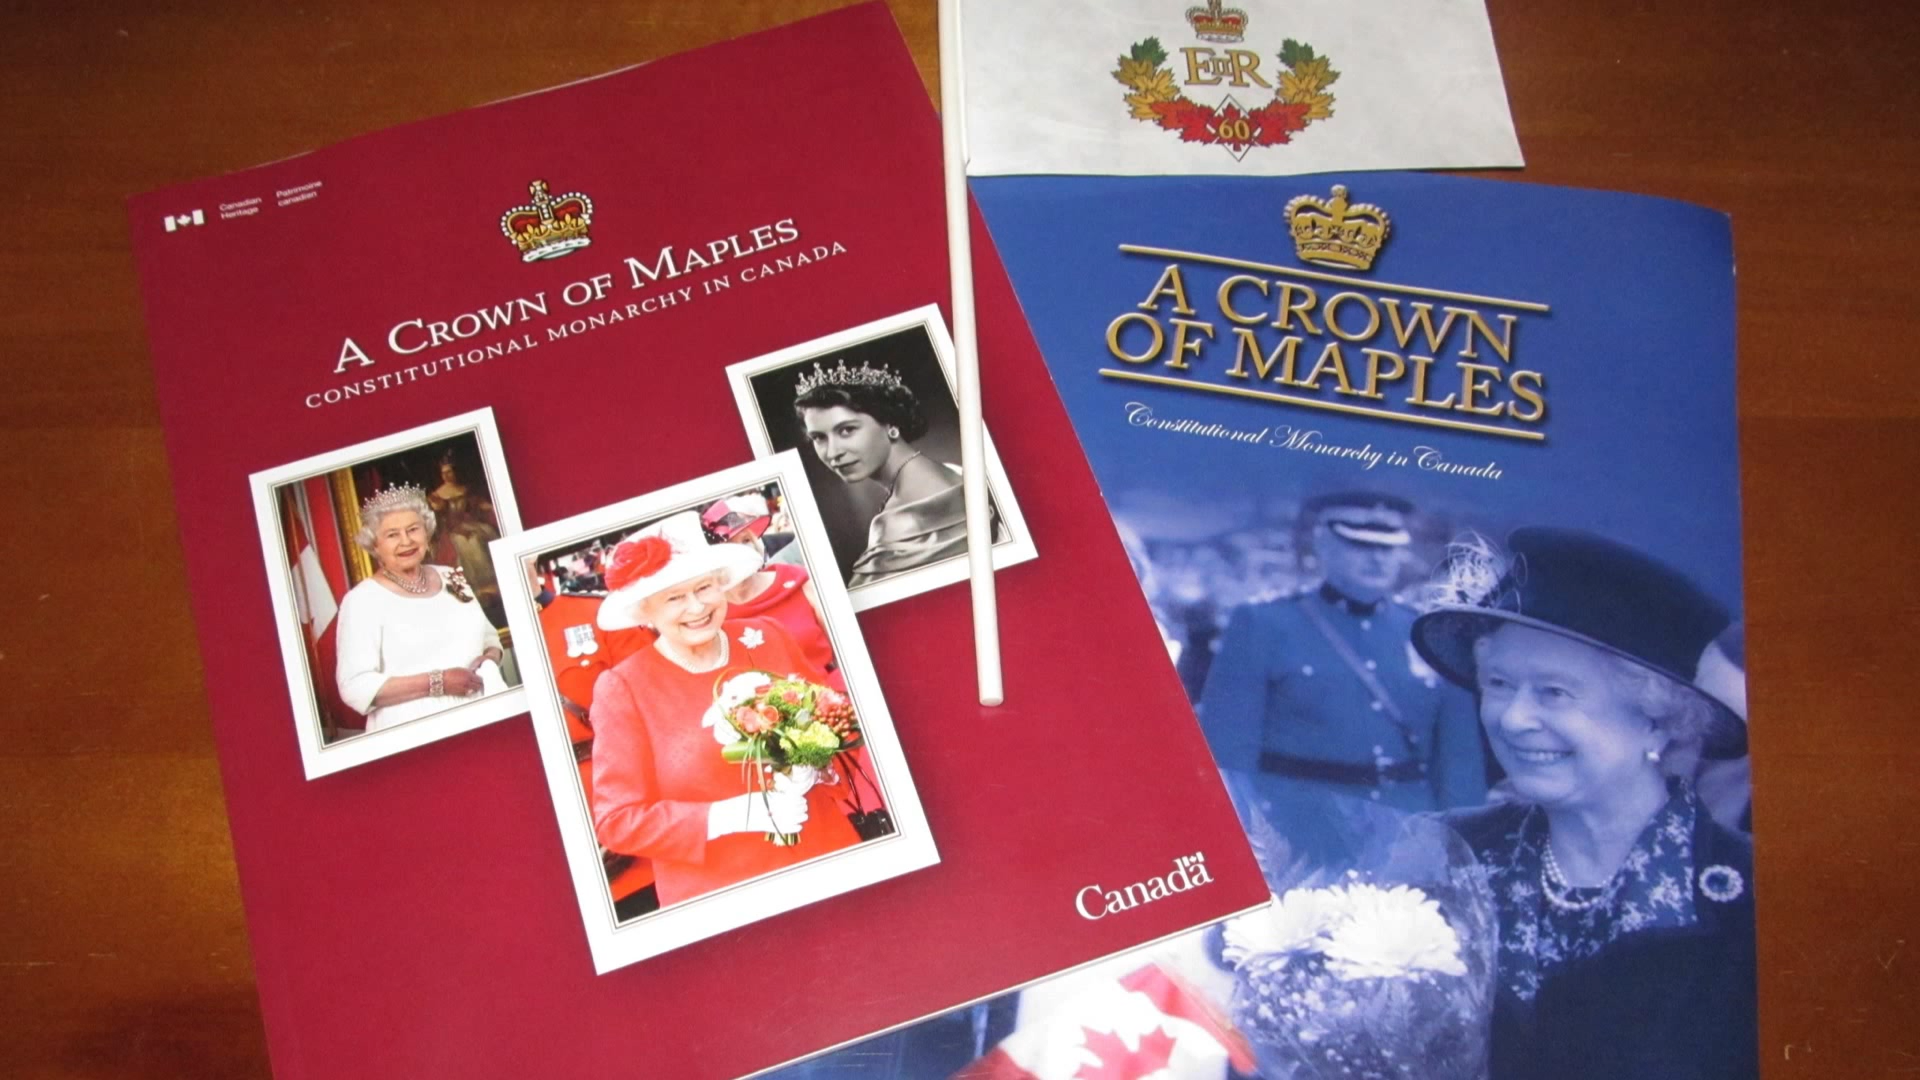 EIIR
60
Canadian Heritage
Patrimoine canadien
A CROWN OF MAPLES
CONSTITUTIONAL MONARCHY IN CANADA
Canada
A CROWN
OF MAPLES
Constitutional Monarchy in Canada